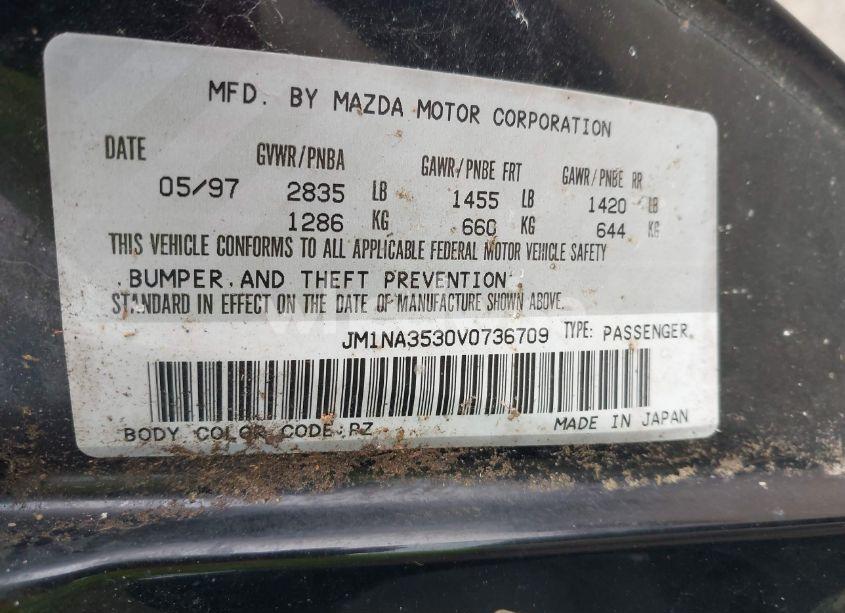 MFD. BY MAZDA MOTOR CORPORATION
DATE GVWR/PNBA GAWR/PNBE FRT GAWR/PNBE RR
05/97 2835 LB 1455 LB 1420 LB
1286 KG 660 KG 644 KG
THIS VEHICLE CONFORMS TO ALL APPLICABLE FEDERAL MOTOR VEHICLE SAFETY
BUMPER, AND THEFT PREVENTION
STANDARD IN EFFECT ON THE DATE OF MANUFACTURE SHOWN ABOVE.
JM1NA3530V0736709 TYPE: PASSENGER
BODY COLOR CODE: PZ MADE IN JAPAN